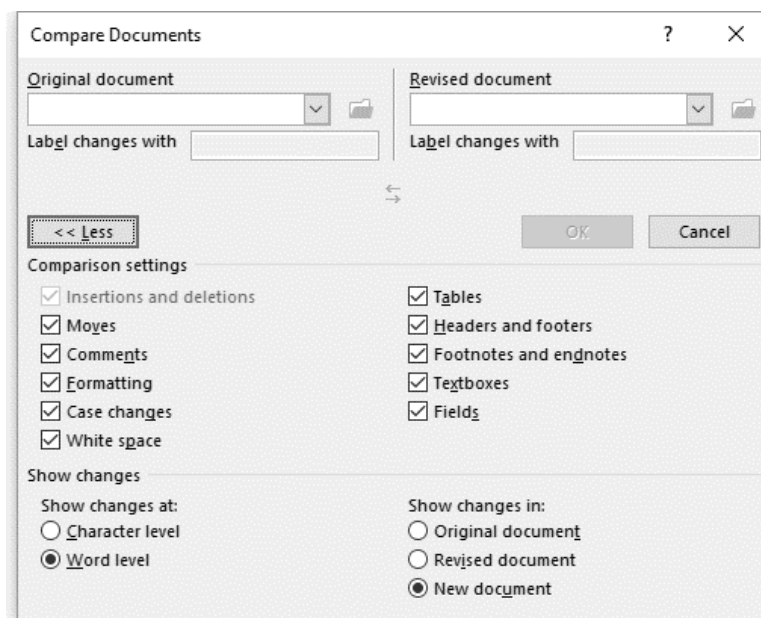 Compare Documents ?
Original document Revised document
Label changes with Label changes with
<< Less OK Cancel
Comparison settings
Insertions and deletions Tables
Moves Headers and footers
Comments Footnotes and endnotes
Formatting Textboxes
Case changes Fields
White space
Show changes
Show changes at: Show changes in:
Character level Original document
Word level Revised document
New document